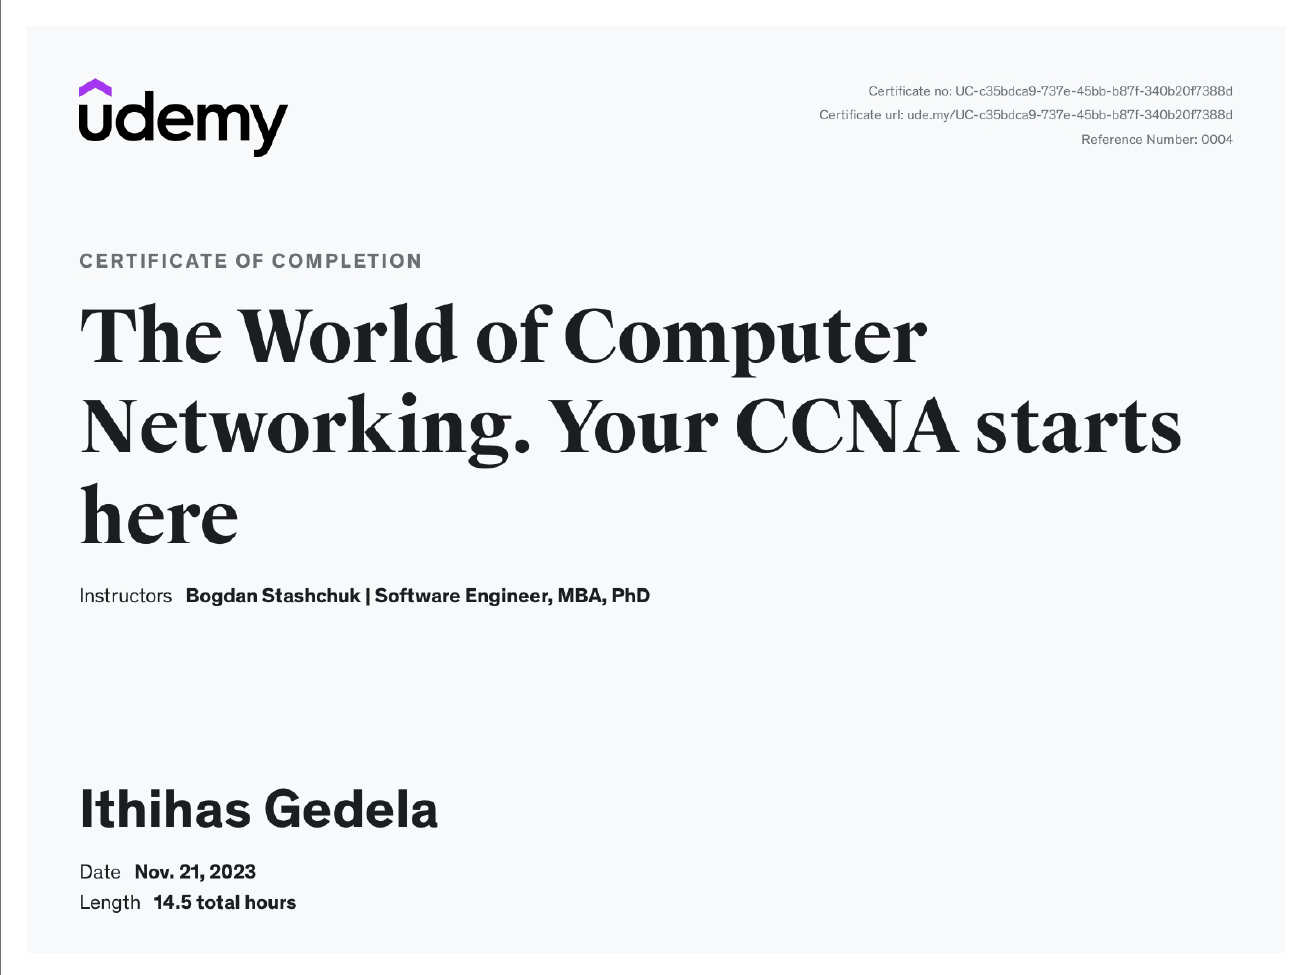 udemy
Certificate no: UC-c35bdca9-737e-45bb-b87f-340b20f7388d
Certificate url: ude.my/UC-c35bdca9-737e-45bb-b87f-340b20f7388d
Reference Number: 0004
CERTIFICATE OF COMPLETION
The World of Computer
Networking. Your CCNA starts
here
Instructors Bogdan Stashchuk | Software Engineer, MBA, PhD
Ithihas Gedela
Date Nov. 21, 2023
Length 14.5 total hours